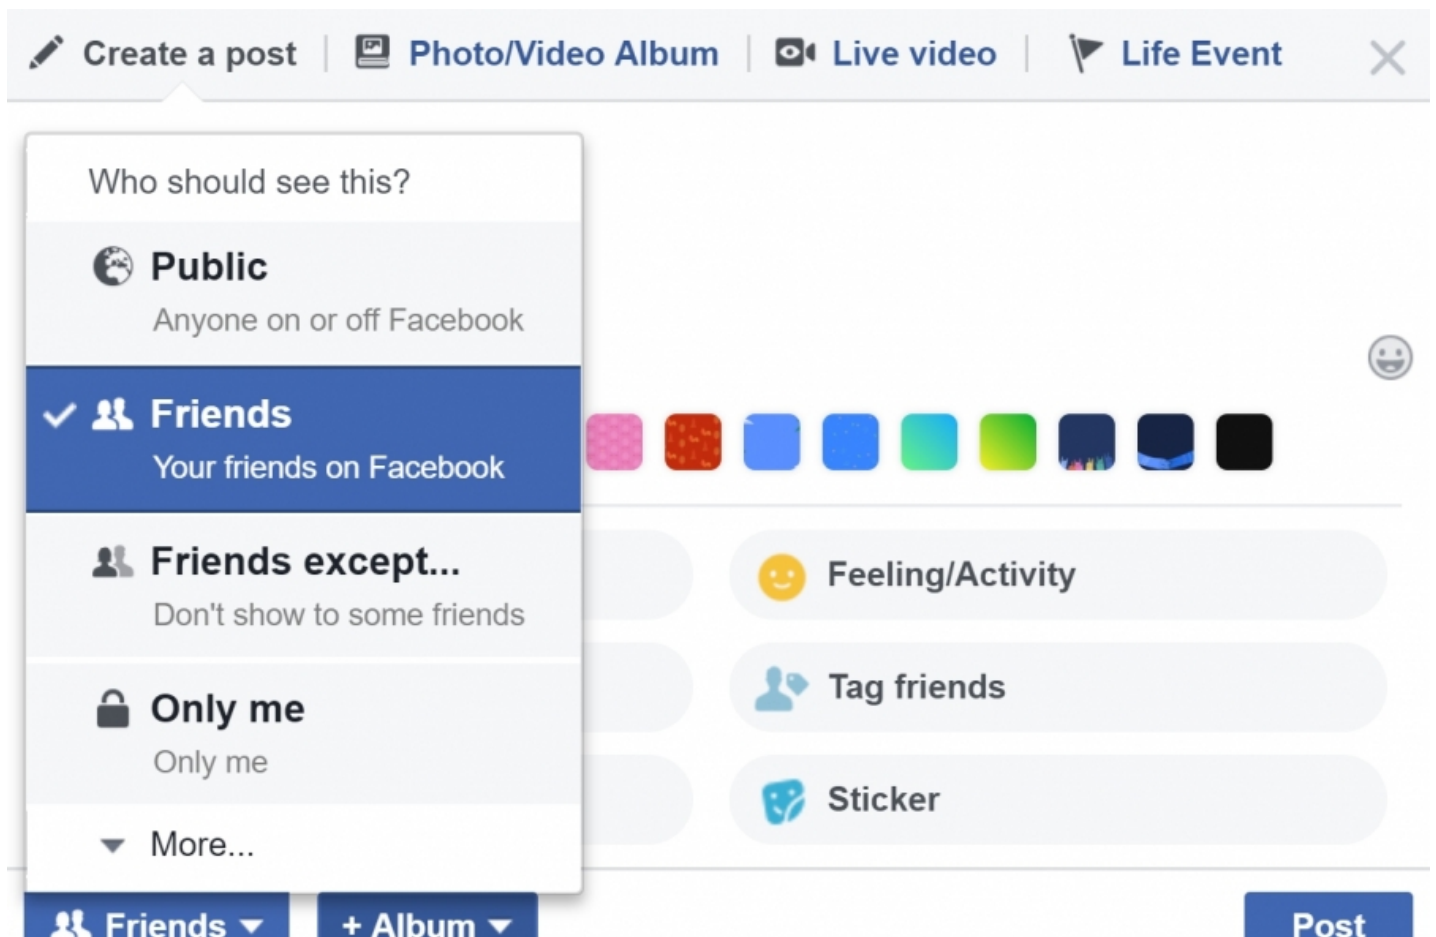 Create a post
Photo/Video Album
Live video
Life Event
Who should see this?
Public
Anyone on or off Facebook
Friends
Your friends on Facebook
Friends except...
Don't show to some friends
Only me
Only me
More...
Feeling/Activity
Tag friends
Sticker
Friends
+ Album
Post